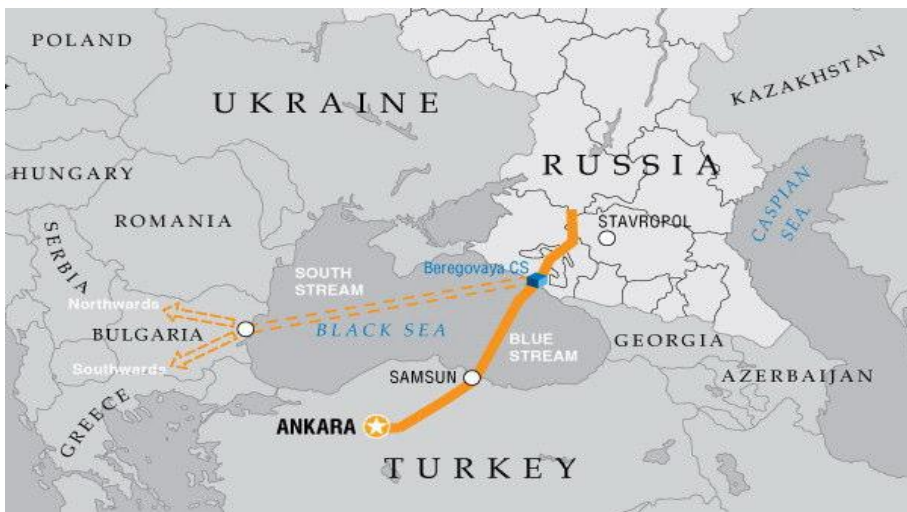 POLAND
UKRAINE
KAZAKHSTAN
HUNGARY
RUSSIA
CASPIAN
SEA
ROMANIA
STAVROPOL
SERBIA
SOUTH
STREAM
Beregovaya CS
Northwards
BULGARIA
BLACK SEA
BLUE
STREAM
GEORGIA
Southwards
SAMSUN
AZERBAIJAN
GREECE
ANKARA
TURKEY